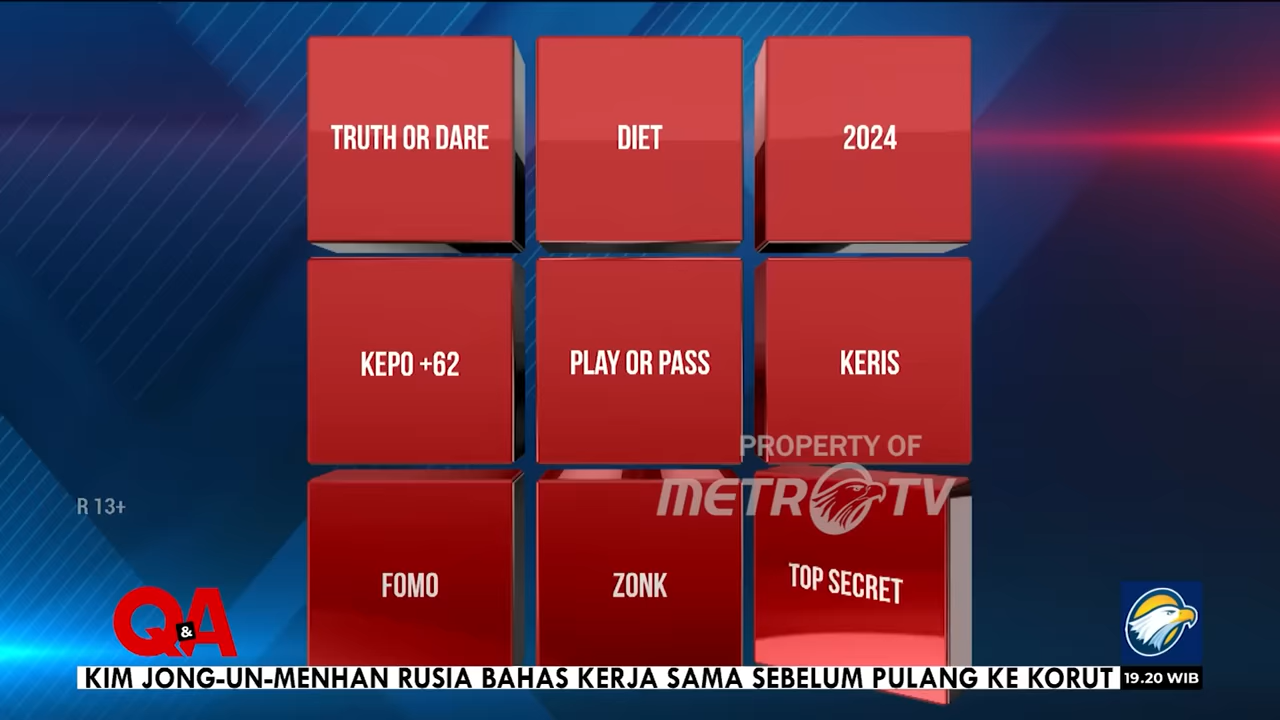 TRUTH OR DARE
DIET
2024
KEPO +62
PLAY OR PASS
KERIS
PROPERTY OF
METRO TV
R 13+
FOMO
ZONK
TOP SECRET
Q&A
KIM JONG-UN-MENHAN RUSIA BAHAS KERJA SAMA SEBELUM PULANG KE KORUT
19.20 WIB